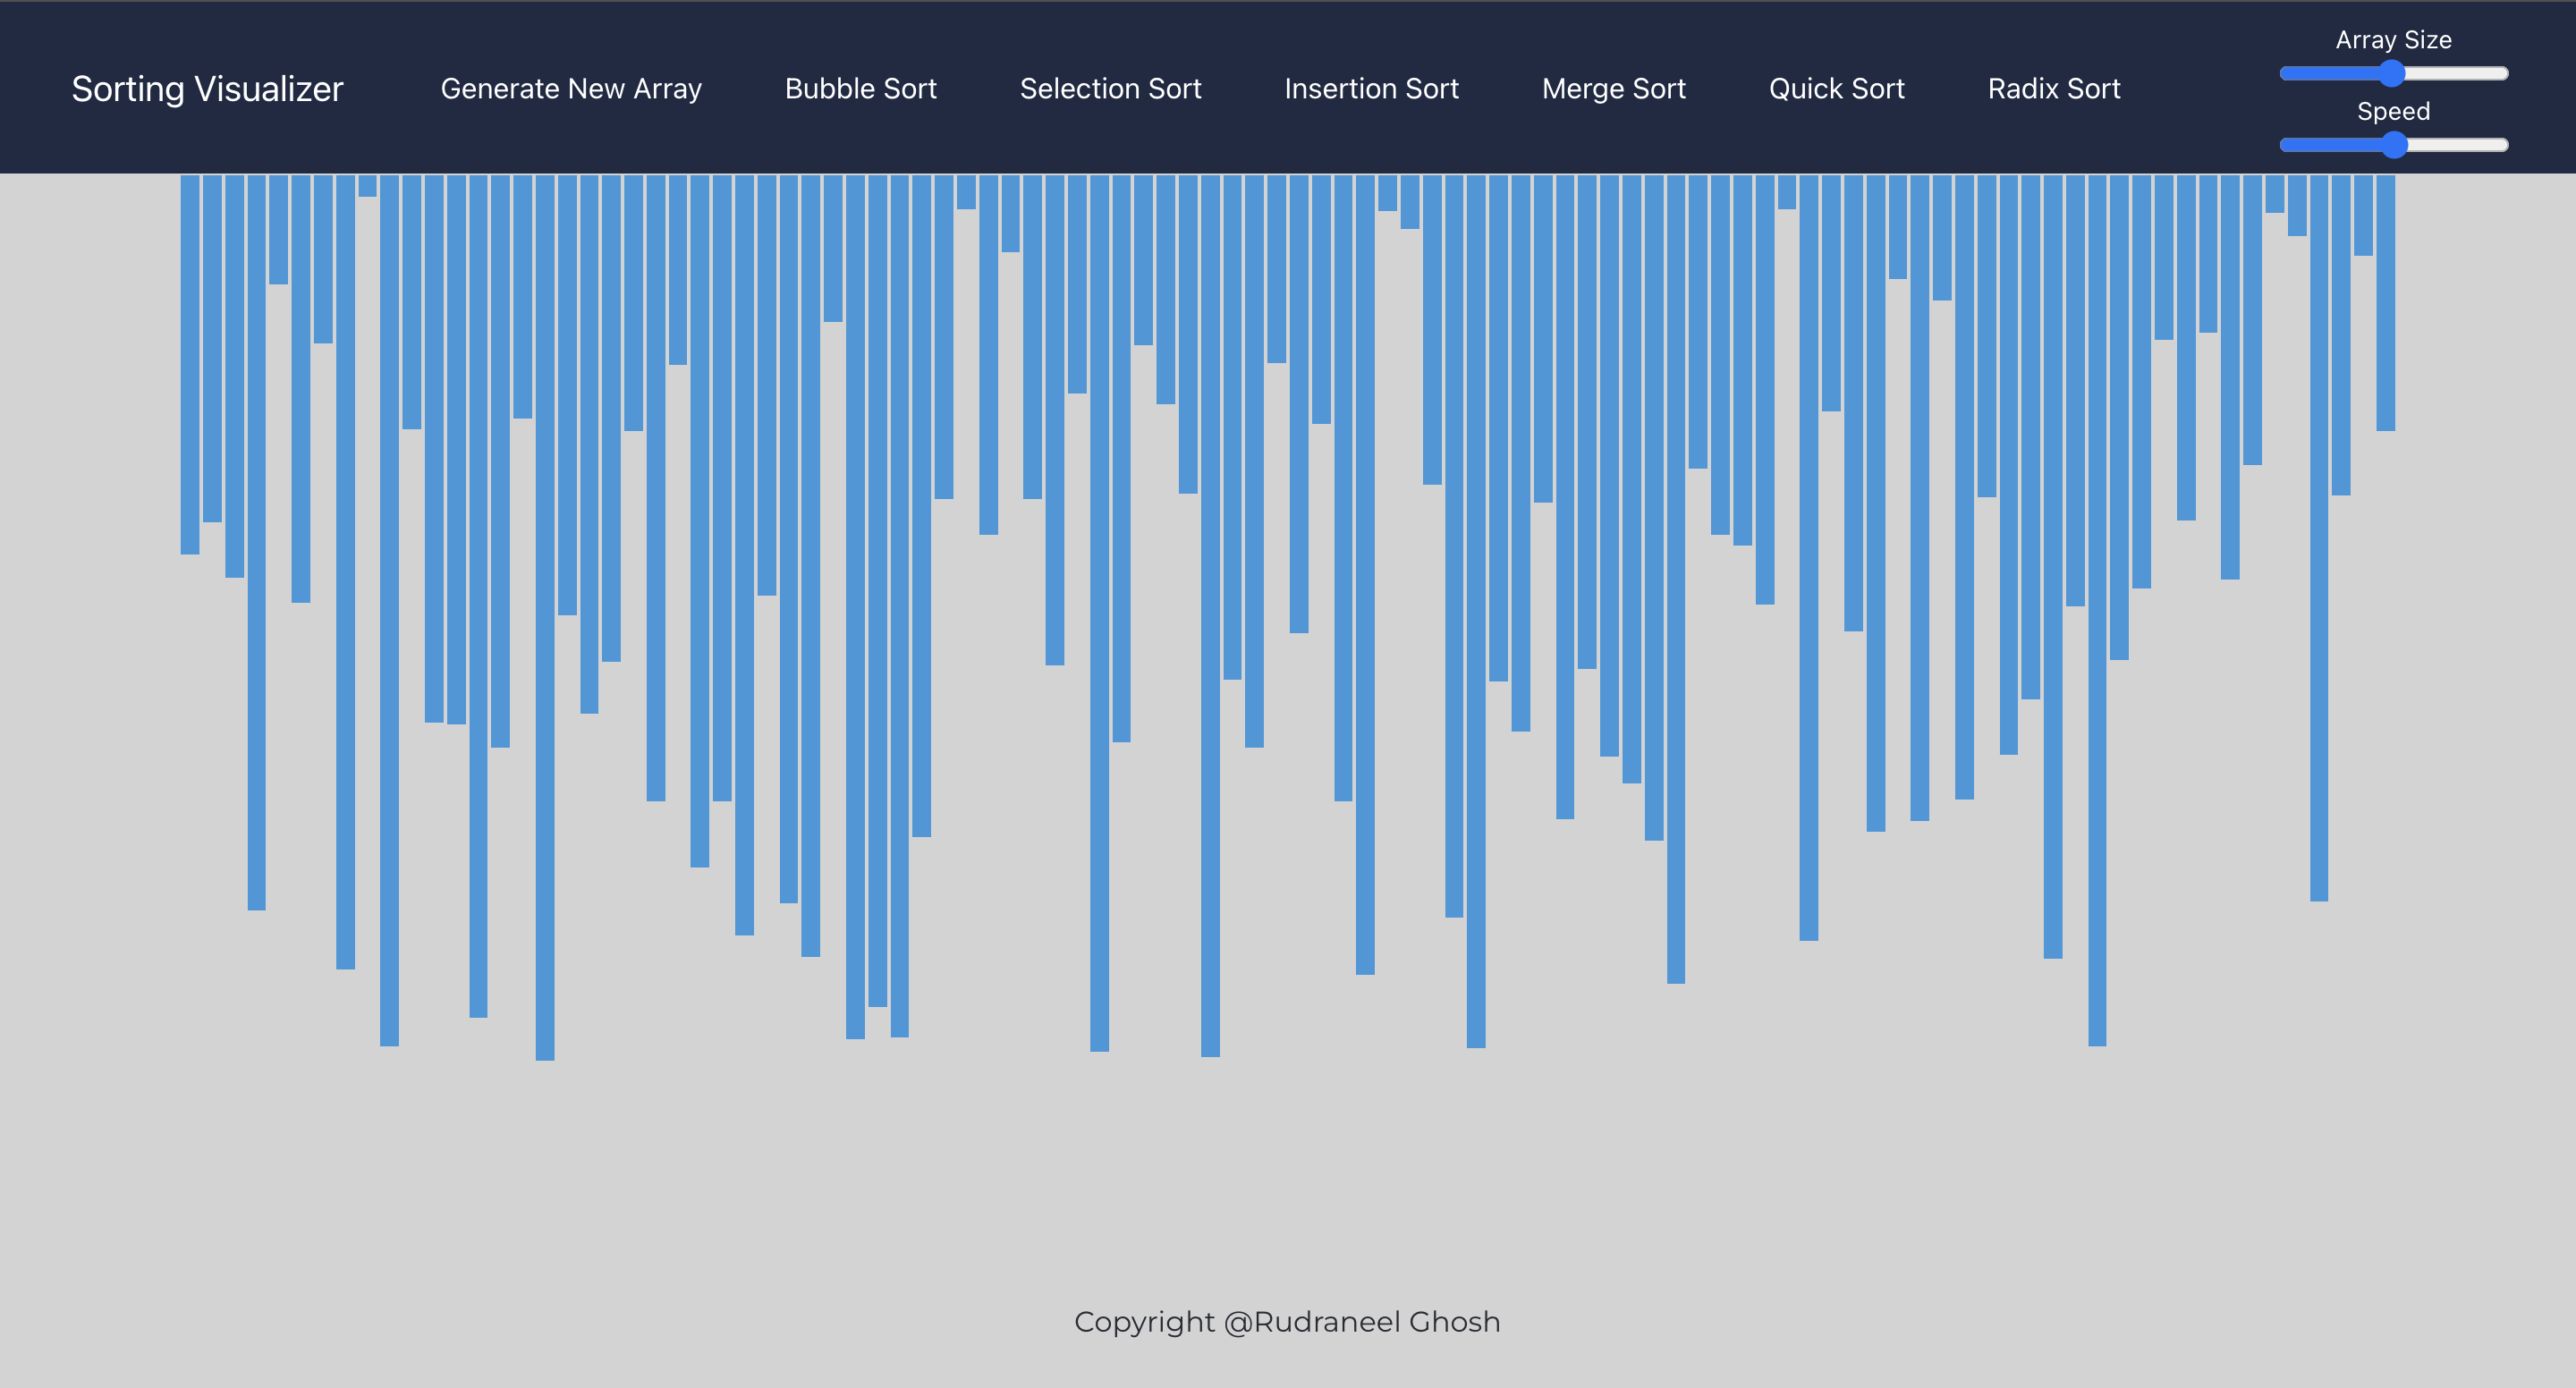 Sorting Visualizer
Generate New Array
Bubble Sort
Selection Sort
Insertion Sort
Merge Sort
Quick Sort
Radix Sort
Array Size
Speed
Copyright @Rudraneel Ghosh